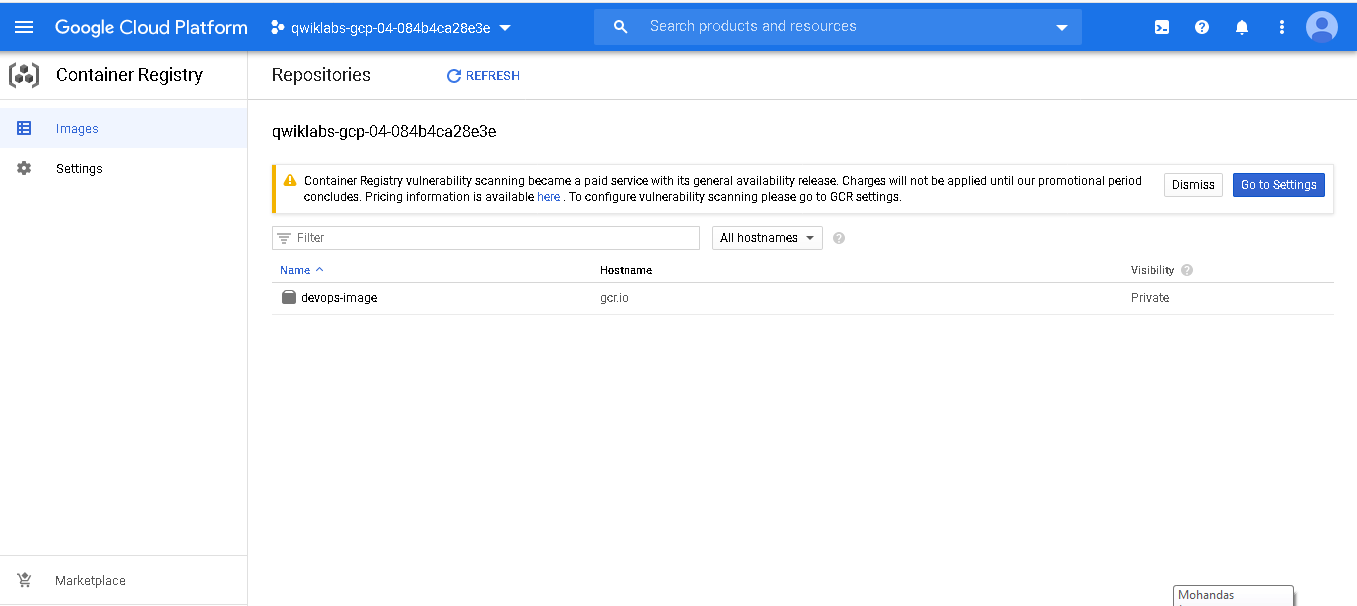 Google Cloud Platform
qwiklabs-gcp-04-084b4ca28e3e
Search products and resources
Container Registry
Repositories
REFRESH
Images
Settings
qwiklabs-gcp-04-084b4ca28e3e
Container Registry vulnerability scanning became a paid service with its general availability release. Charges will not be applied until our promotional period
concludes. Pricing information is available here . To configure vulnerability scanning please go to GCR settings.
Dismiss
Go to Settings
Filter
All hostnames
Name Hostname Visibility
devops-image gcr.io Private
Marketplace
Mohandas